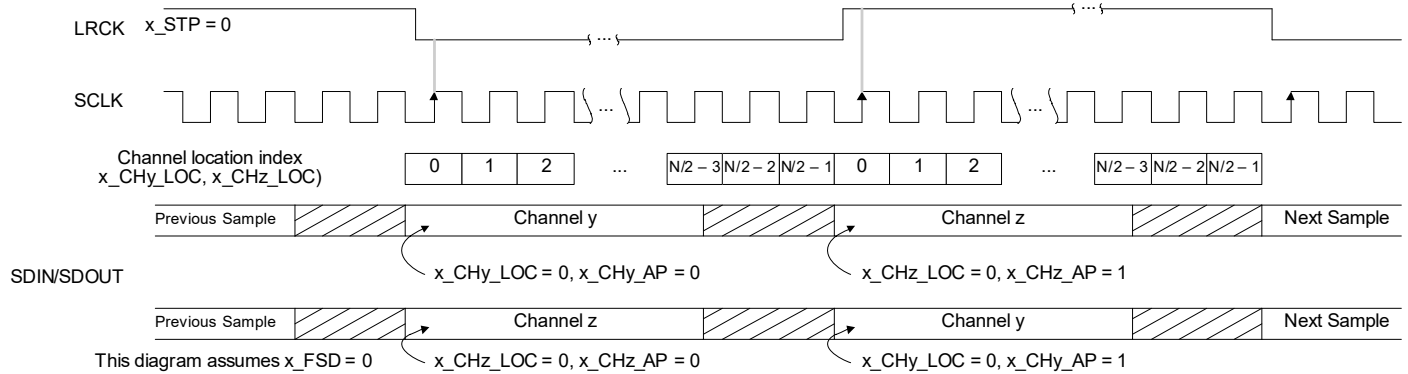 LRCK x_STP = 0 ... ...
SCLK ... ...
Channel location index
x_CHy_LOC, x_CHz_LOC)
0 1 2 ... N/2 – 3 N/2 – 2 N/2 – 1 0 1 2 ... N/2 – 3 N/2 – 2 N/2 – 1
Previous Sample Channel y Channel z Next Sample
x_CHy_LOC = 0, x_CHy_AP = 0 x_CHz_LOC = 0, x_CHz_AP = 1
SDIN/SDOUT
Previous Sample Channel z Channel y Next Sample
This diagram assumes x_FSD = 0 x_CHz_LOC = 0, x_CHz_AP = 0 x_CHy_LOC = 0, x_CHy_AP = 1